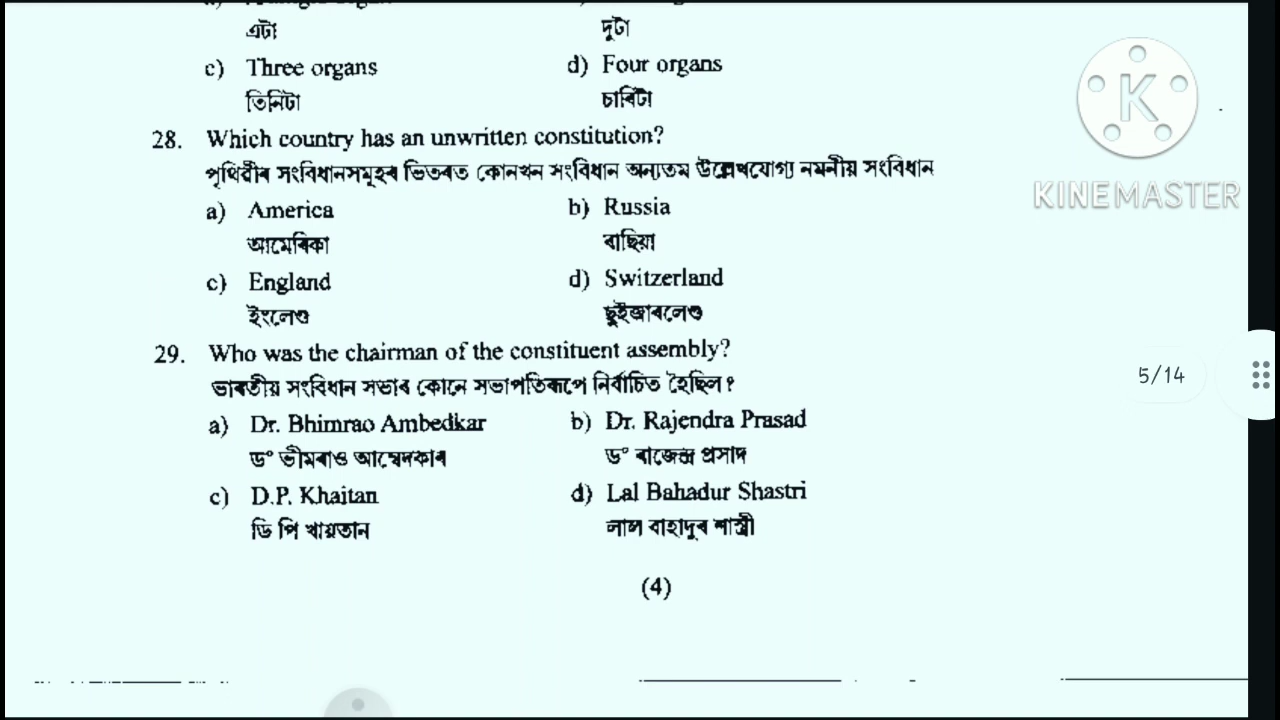 এটা
দুটা
c) Three organs
d) Four organs
তিনিটা
চাৰিটা
28. Which country has an unwritten constitution?
পৃথিৱীৰ সংবিধানসমূহৰ ভিতৰত কোনখন সংবিধান অন্যতম উল্লেখযোগ্য নমনীয় সংবিধান
a) America
b) Russia
আমেৰিকা
ৰাছিয়া
c) England
d) Switzerland
ইংলেণ্ড
ছুইজাৰলেণ্ড
29. Who was the chairman of the constituent assembly?
ভাৰতীয় সংবিধান সভাৰ কোনে সভাপতিৰূপে নিৰ্বাচিত হৈছিল?
a) Dr. Bhimrao Ambedkar
b) Dr. Rajendra Prasad
ড° ভীমৰাও আম্বেদকাৰ
ড° ৰাজেন্দ্ৰ প্ৰসাদ
c) D.P. Khaitan
d) Lal Bahadur Shastri
ডি পি খায়তান
লাল বাহাদুৰ শাস্ত্ৰী
(4)
5/14
K
KINEMASTER